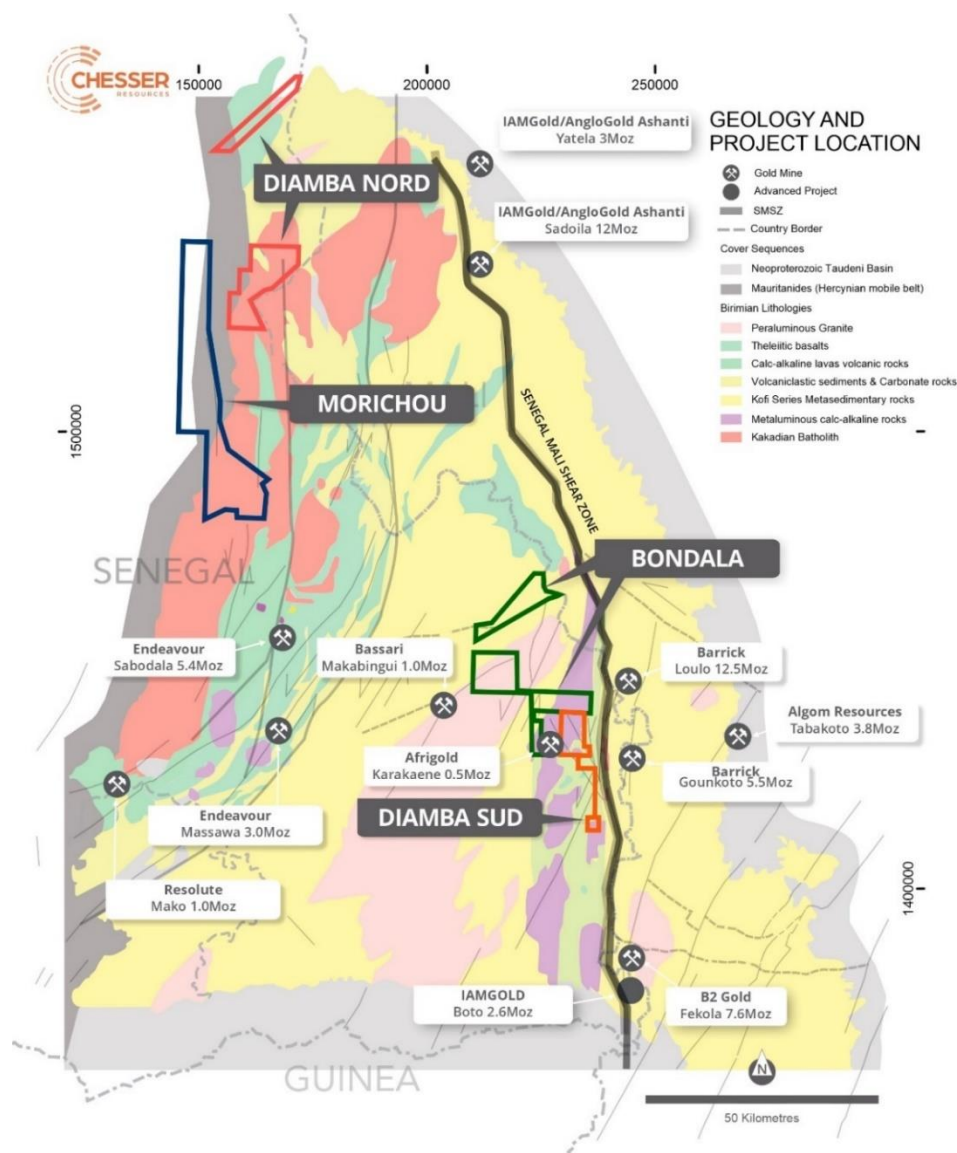 CHESSER
RESOURCES
150000
200000
250000
GEOLOGY AND
PROJECT LOCATION
Gold Mine
Advanced Project
SMSZ
Country Border
Cover Sequences
Neoproterozoic Taudeni Basin
Mauritanides (Hercynian mobile belt)
Birimian Lithologies
Peraluminous Granite
Theleiitic basalts
Calc-alkaline lavas volcanic rocks
Volcaniclastic sediments & Carbonate rocks
Kofi Series Metasedimentary rocks
Metaluminous calc-alkaline rocks
Kakadian Batholith
IAMGold/AngloGold Ashanti
Yatela 3Moz
DIAMBA NORD
IAMGold/AngloGold Ashanti
Sadoila 12Moz
MORICHOU
1500000
SENEGAL MALI SHEAR ZONE
BONDALA
SENEGAL
Endeavour
Sabodala 5.4Moz
Bassari
Makabingui 1.0Moz
Barrick
Loulo 12.5Moz
Algom Resources
Tabakoto 3.8Moz
Afrigold
Karakaene 0.5Moz
Barrick
Gounkoto 5.5Moz
DIAMBA SUD
Endeavour
Massawa 3.0Moz
Resolute
Mako 1.0Moz
1400000
IAMGOLD
Boto 2.6Moz
B2 Gold
Fekola 7.6Moz
GUINEA
N
50 Kilometres